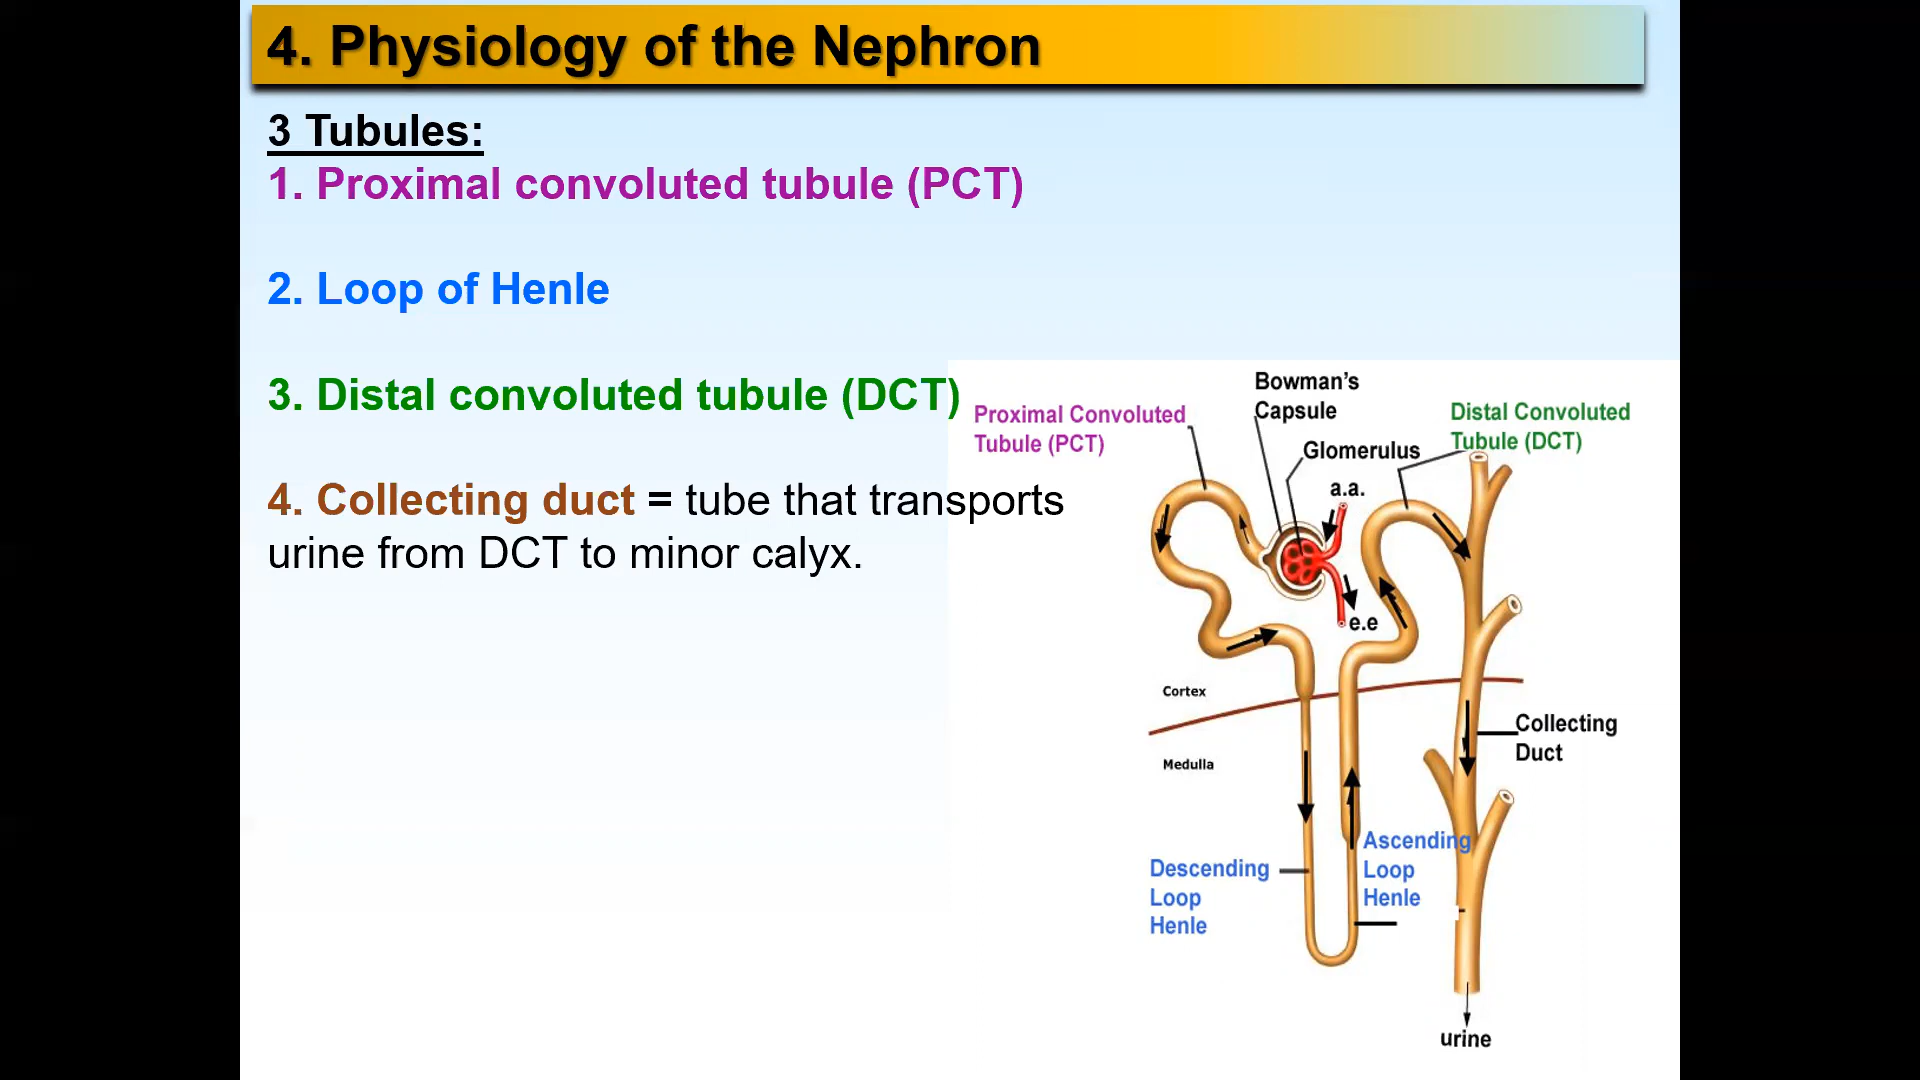 4. Physiology of the Nephron
3 Tubules:
1. Proximal convoluted tubule (PCT)
2. Loop of Henle
3. Distal convoluted tubule (DCT)
4. Collecting duct = tube that transports
urine from DCT to minor calyx.
Proximal Convoluted
Tubule (PCT)
Bowman's
Capsule
Glomerulus
a.a.
e.e
Distal Convoluted
Tubule (DCT)
Cortex
Medulla
Collecting
Duct
Descending
Loop
Henle
Ascending
Loop
Henle
urine